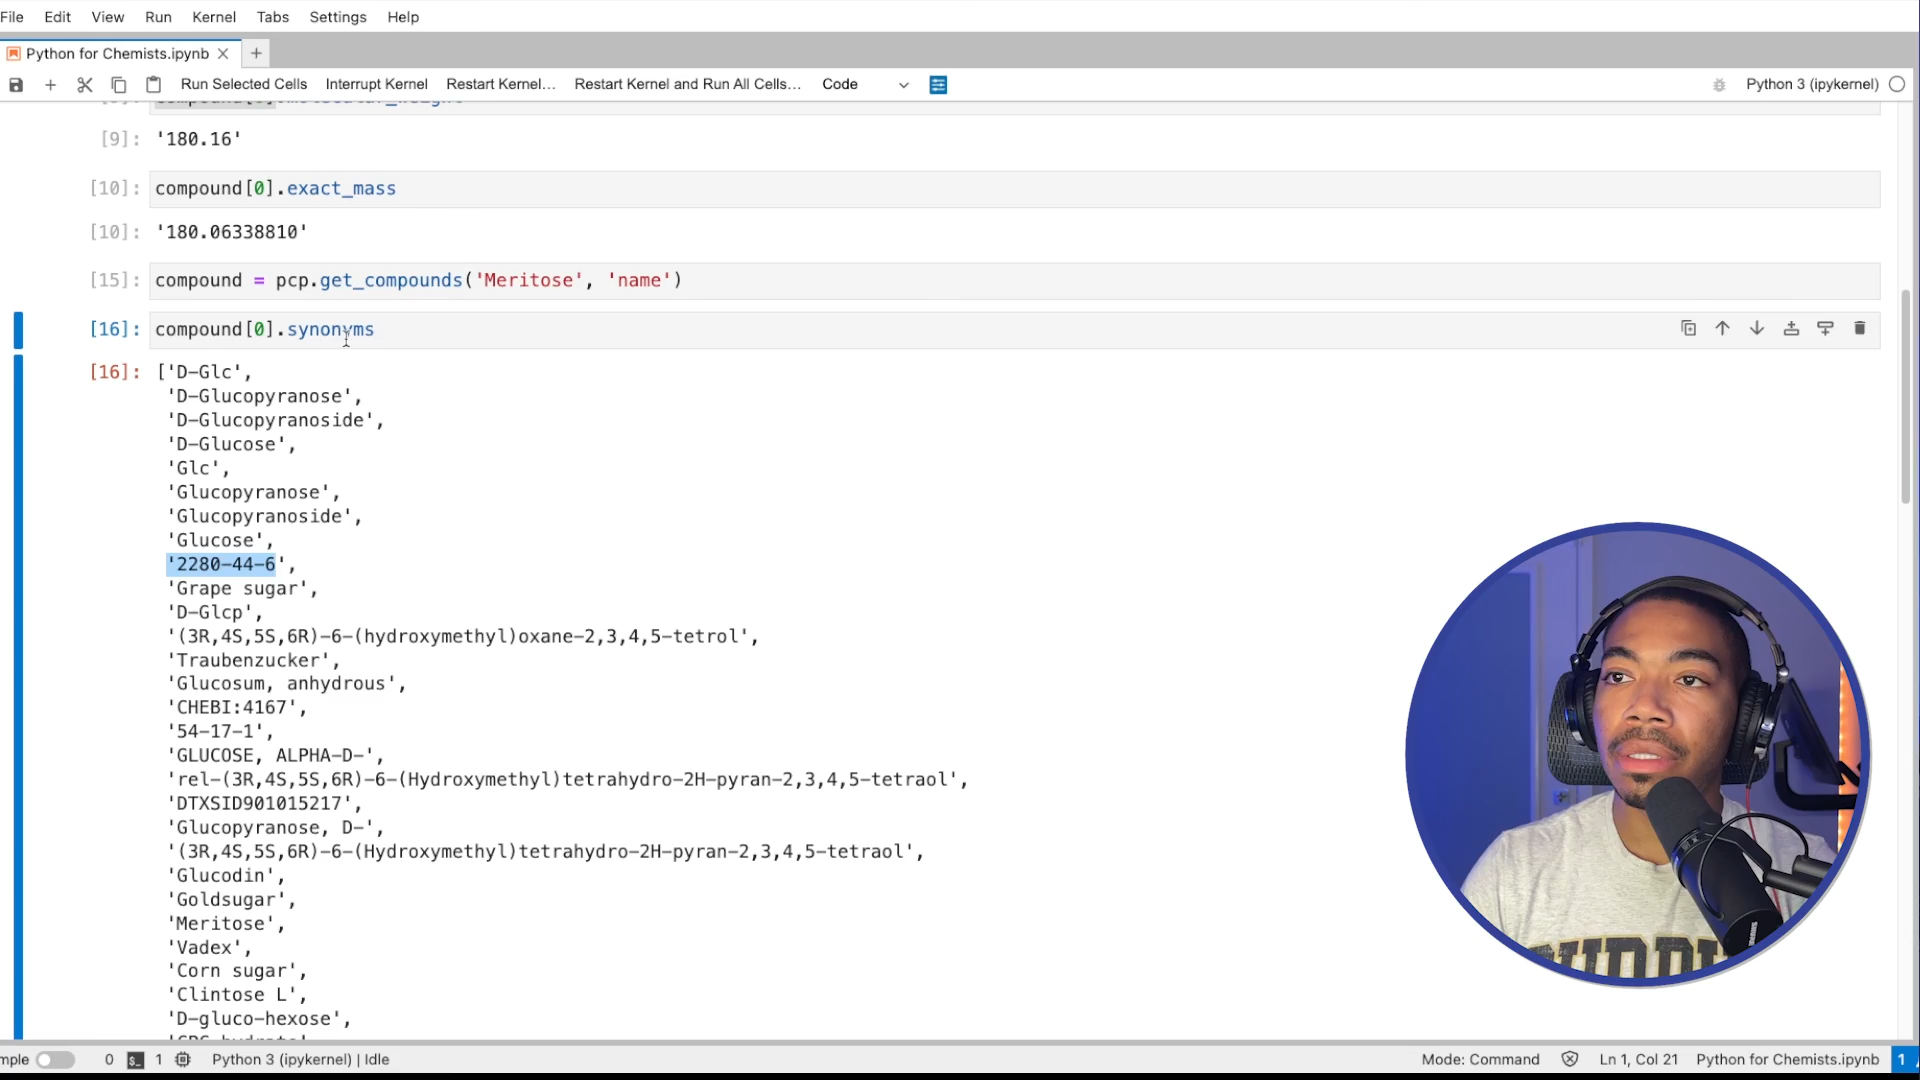 File Edit View Run Kernel Tabs Settings Help
Python for Chemists.ipynb
Run Selected Cells Interrupt Kernel Restart Kernel... Restart Kernel and Run All Cells... Code Python 3 (ipykernel)
[9]: '180.16'
[10]: compound[0].exact_mass
[10]: '180.06338810'
[15]: compound = pcp.get_compounds('Meritose', 'name')
[16]: compound[0].synonyms
[16]: ['D-Glc',
'D-Glucopyranose',
'D-Glucopyranoside',
'D-Glucose',
'Glc',
'Glucopyranose',
'Glucopyranoside',
'Glucose',
'2280-44-6',
'Grape sugar',
'D-Glcp',
'(3R,4S,5S,6R)-6-(hydroxymethyl)oxane-2,3,4,5-tetrol',
'Traubenzucker',
'Glucosum, anhydrous',
'CHEBI:4167',
'54-17-1',
'GLUCOSE, ALPHA-D-',
'rel-(3R,4S,5S,6R)-6-(Hydroxymethyl)tetrahydro-2H-pyran-2,3,4,5-tetraol',
'DTXSID901015217',
'Glucopyranose, D-',
'(3R,4S,5S,6R)-6-(Hydroxymethyl)tetrahydro-2H-pyran-2,3,4,5-tetraol',
'Glucodin',
'Goldsugar',
'Meritose',
'Vadex',
'Corn sugar',
'Clintose L',
'D-gluco-hexose',
mple 0 1 Python 3 (ipykernel) | Idle Mode: Command Ln 1, Col 21 Python for Chemists.ipynb 1